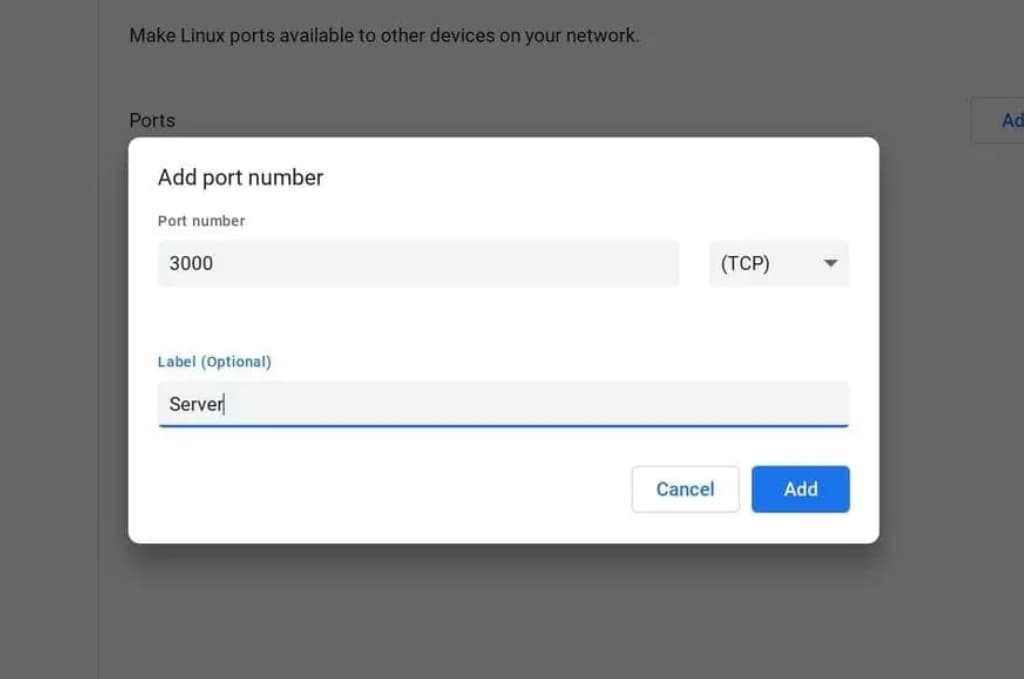 Make Linux ports available to other devices on your network.
Ports
Ad
Add port number
Port number
3000
(TCP)
Label (Optional)
Server
Cancel
Add